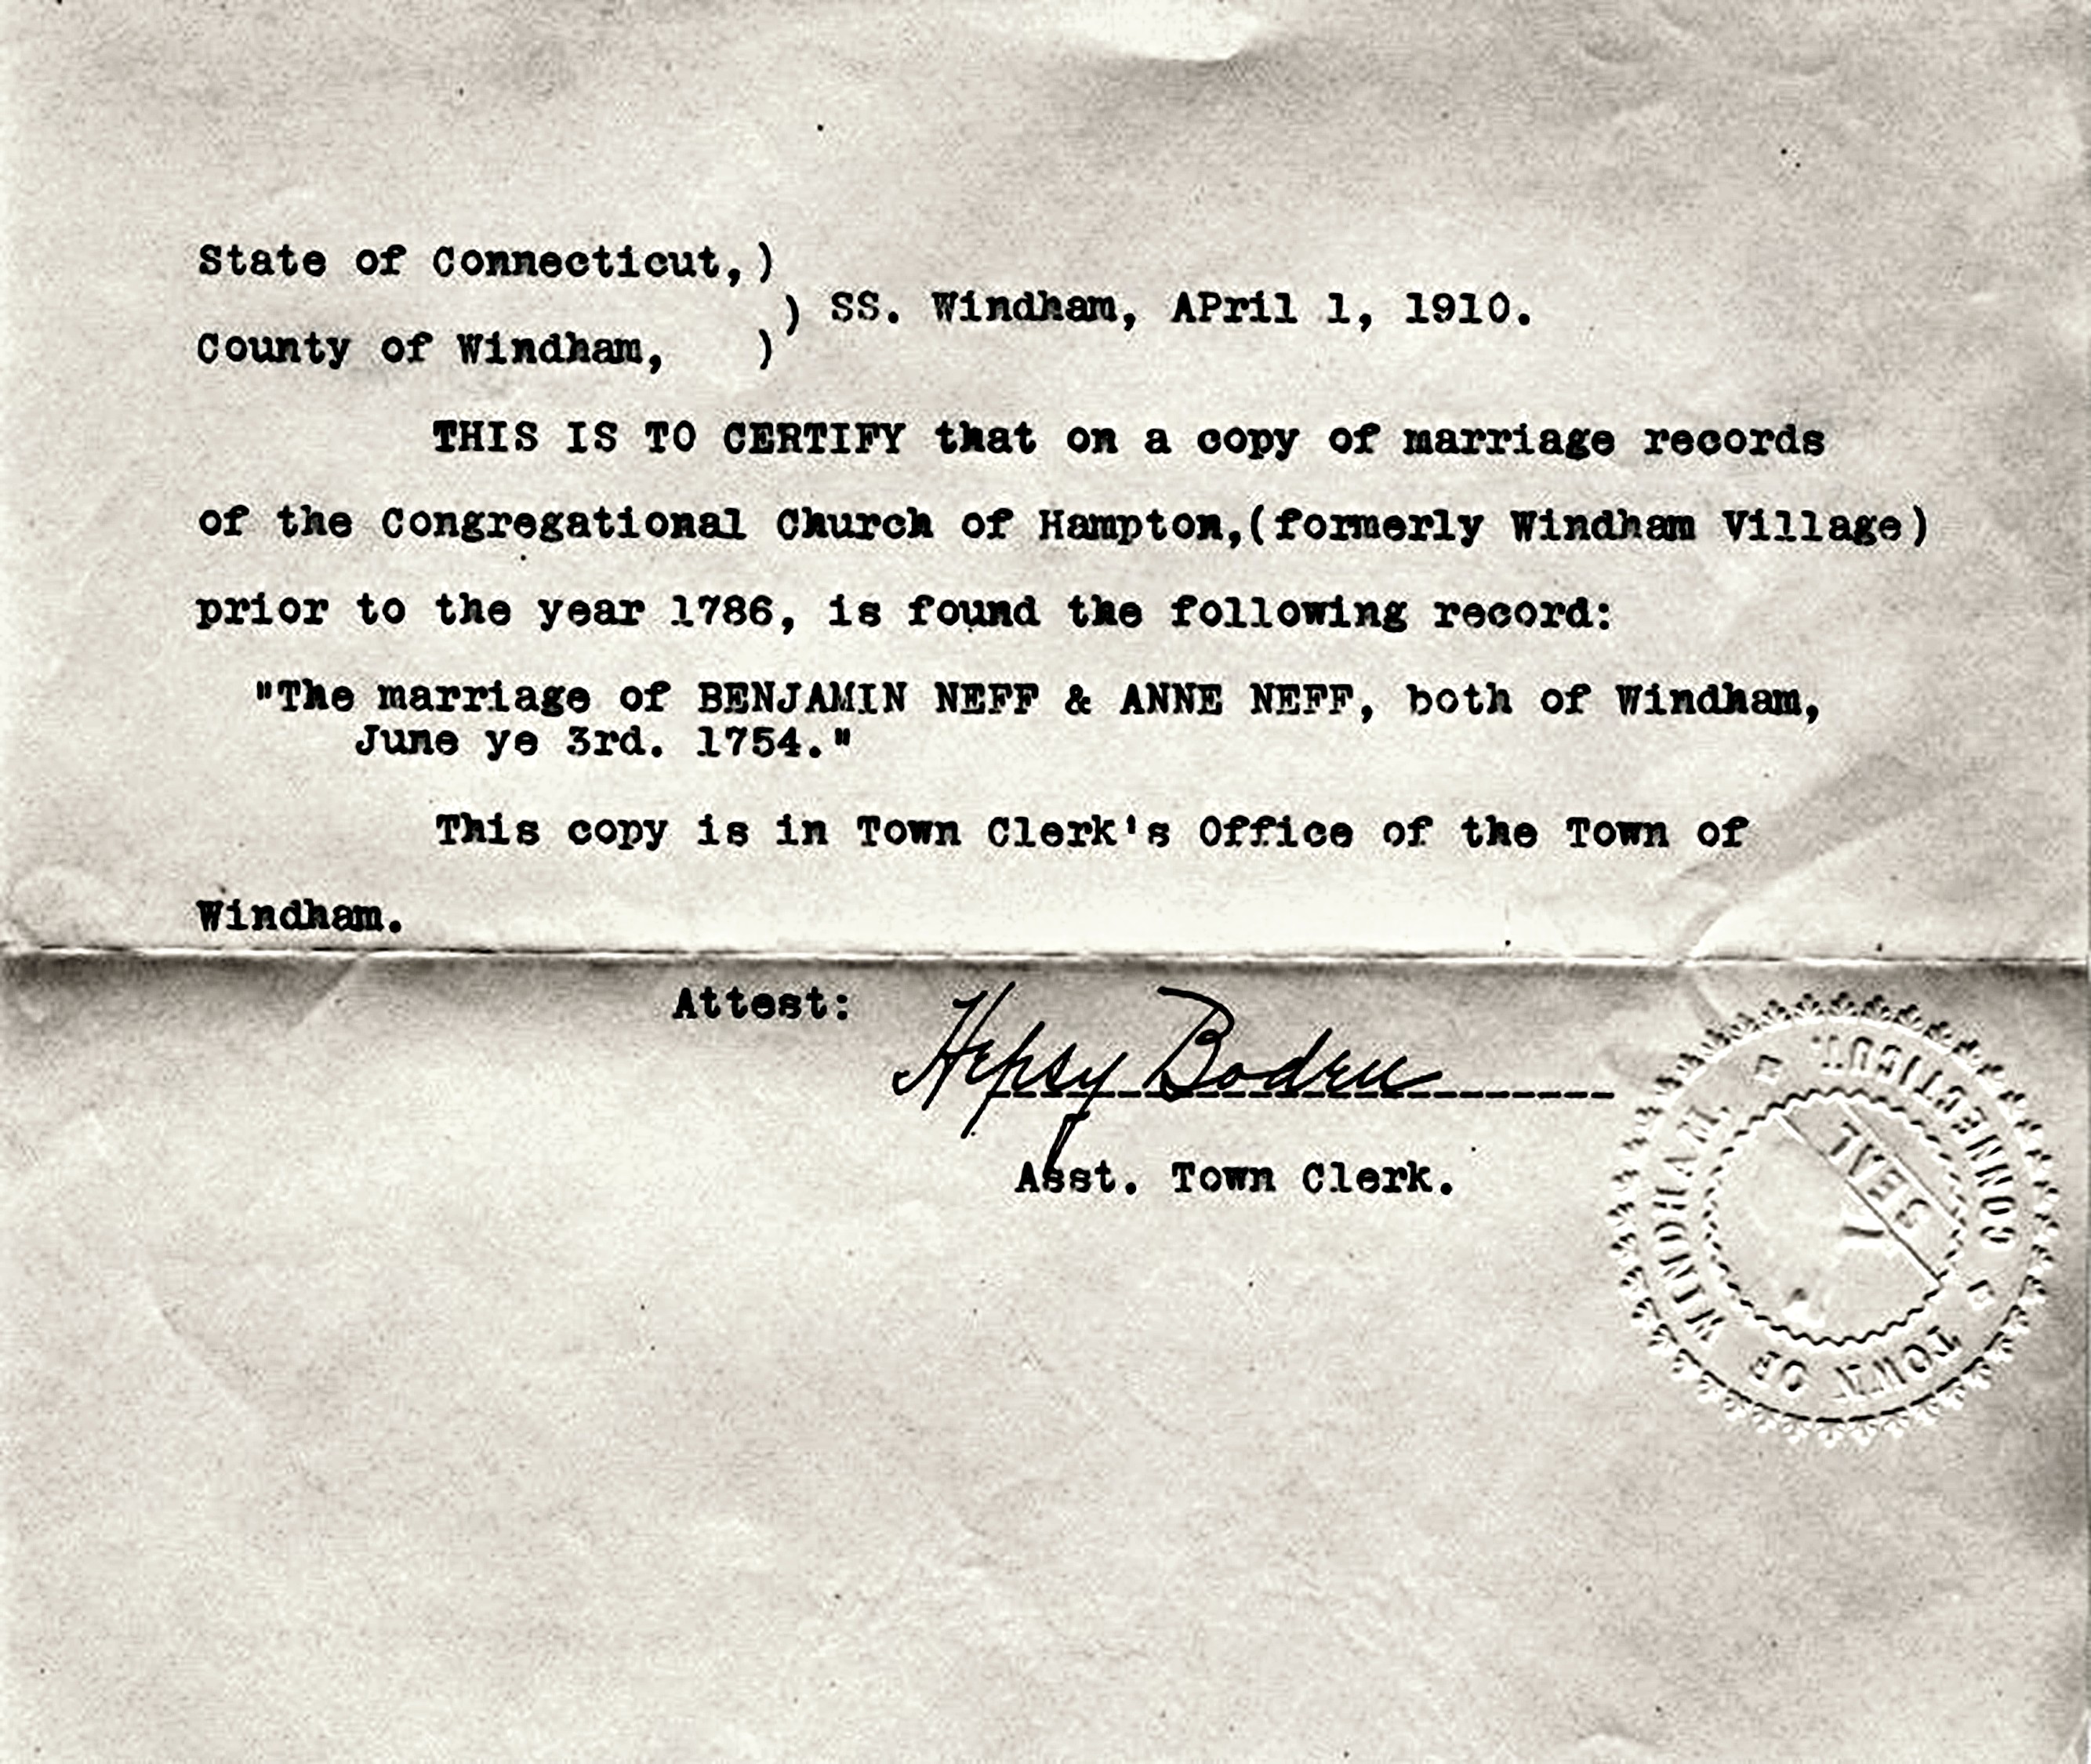 State of Connecticut,)
) SS. Windham, APril 1, 1910.
County of Windham, )
THIS IS TO CERTIFY that on a copy of marriage records
of the Congregational Church of Hampton,(formerly Windham Village)
prior to the year 1786, is found the following record:
"The marriage of BENJAMIN NEFF & ANNE NEFF, both of Windham,
June ye 3rd. 1754."
This copy is in Town Clerk's Office of the Town of
Windham.
Attest:
Hepsy Bodru
Asst. Town Clerk.
TOWN OF WINDHAM,
CONNECTICUT.
SEAL